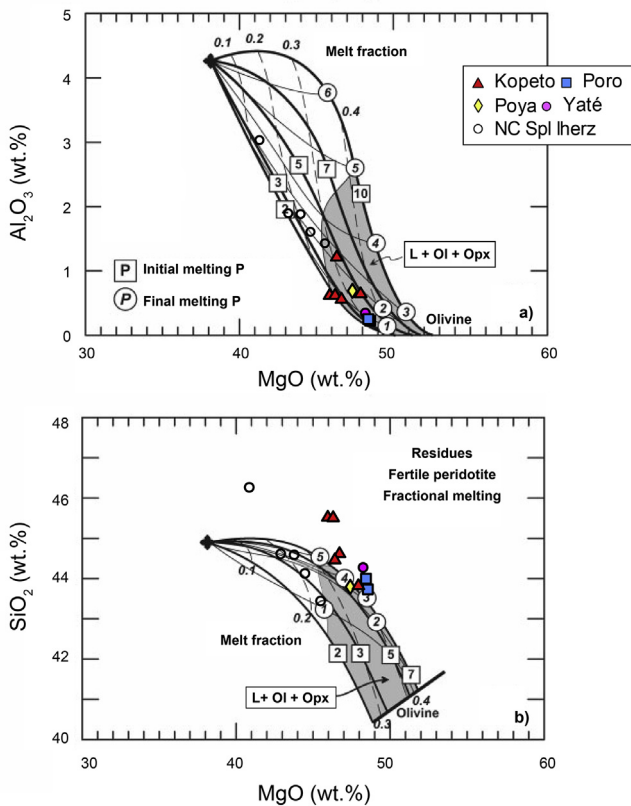 5
4
3
2
1
0
Al2O3 (wt.%)
0.1
0.2
0.3
0.4
Melt fraction
6
5
5
7
3
10
2
4
L + Ol + Opx
P Initial melting P
P Final melting P
2
3
1
Olivine
a)
30
40
50
60
MgO (wt.%)
Kopeto Poro
Poya Yaté
NC Spl lherz
48
46
44
42
40
SiO2 (wt.%)
Residues
Fertile peridotite
Fractional melting
0.1
5
4
3
0.2
1
2
Melt fraction
2
3
5
7
L+ Ol + Opx
0.4
Olivine
0.3
b)
30
40
50
60
MgO (wt.%)